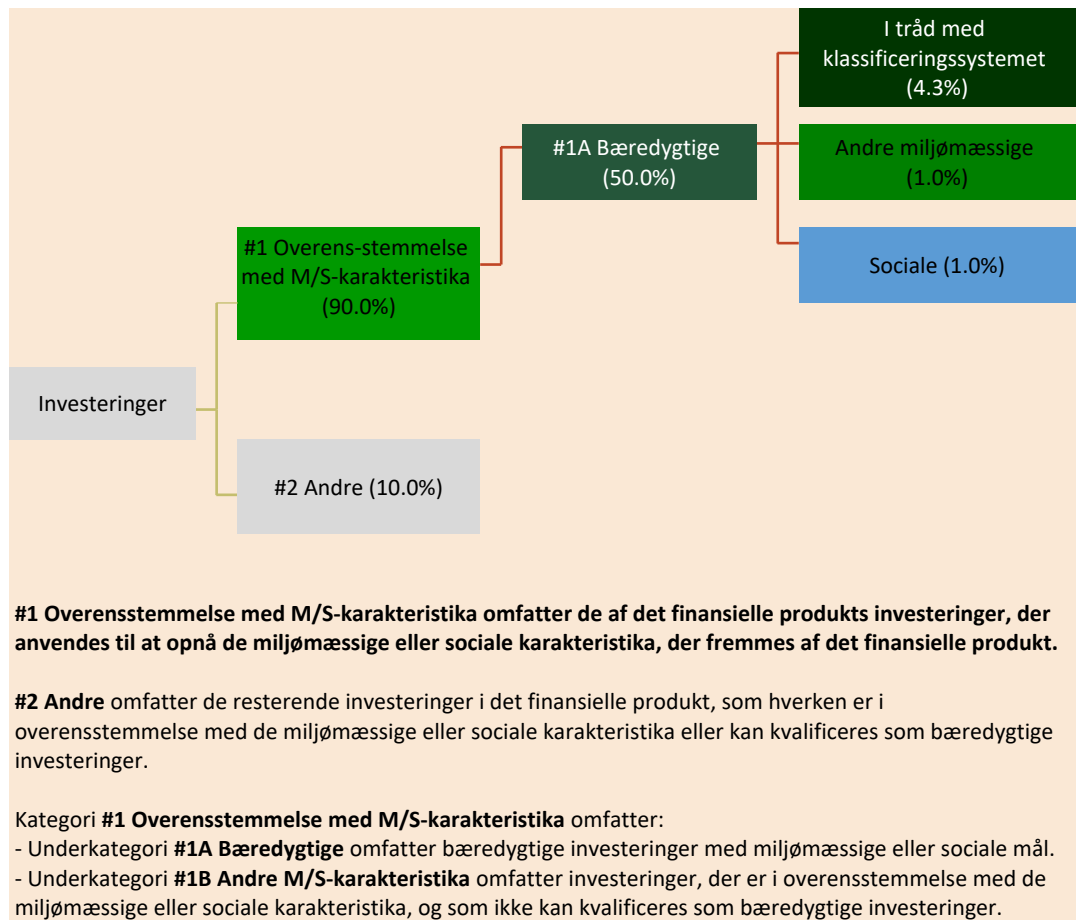 I tråd med
klassificeringssystemet
(4.3%)
#1A Bæredygtige
(50.0%)
Andre miljømæssige
(1.0%)
#1 Overens-stemmelse
med M/S-karakteristika
(90.0%)
Sociale (1.0%)
Investeringer
#2 Andre (10.0%)
#1 Overensstemmelse med M/S-karakteristika omfatter de af det finansielle produkts investeringer, der
anvendes til at opnå de miljømæssige eller sociale karakteristika, der fremmes af det finansielle produkt.
#2 Andre omfatter de resterende investeringer i det finansielle produkt, som hverken er i
overensstemmelse med de miljømæssige eller sociale karakteristika eller kan kvalificeres som bæredygtige
investeringer.
Kategori #1 Overensstemmelse med M/S-karakteristika omfatter:
- Underkategori #1A Bæredygtige omfatter bæredygtige investeringer med miljømæssige eller sociale mål.
- Underkategori #1B Andre M/S-karakteristika omfatter investeringer, der er i overensstemmelse med de
miljømæssige eller sociale karakteristika, og som ikke kan kvalificeres som bæredygtige investeringer.